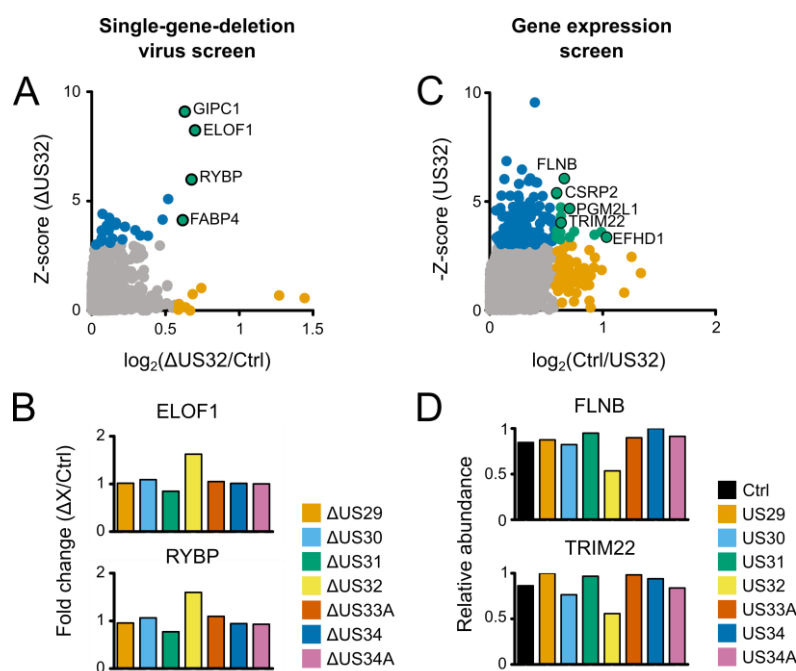 Single-gene-deletion
virus screen
Gene expression
screen
A
10
5
0
Z-score (ΔUS32)
GIPC1
ELOF1
RYBP
FABP4
0
0.5
1
1.5
log2(ΔUS32/Ctrl)
C
10
5
0
-Z-score (US32)
FLNB
CSRP2
PGM2L1
TRIM22
EFHD1
0
1
2
log2(Ctrl/US32)
B
Fold change (ΔX/Ctrl)
ELOF1
2
1
0
RYBP
2
1
0
ΔUS29
ΔUS30
ΔUS31
ΔUS32
ΔUS33A
ΔUS34
ΔUS34A
D
Relative abundance
FLNB
1
0.5
0
TRIM22
1
0.5
0
Ctrl
US29
US30
US31
US32
US33A
US34
US34A